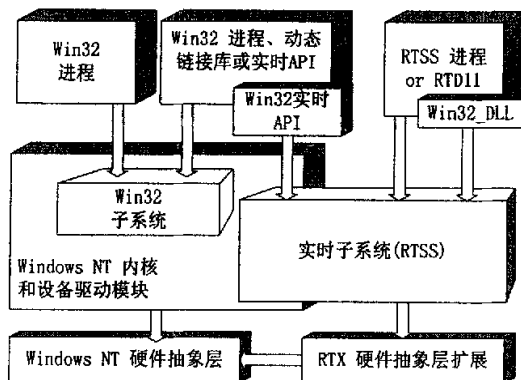 Win32
进程
Win32 进程、动态
链接库或实时API
Win32实时
API
RTSS 进程
or RTDll
Win32_DLL
Win32
子系统
Windows NT 内核
和设备驱动模块
实时子系统(RTSS)
Windows NT 硬件抽象层
RTX 硬件抽象层扩展